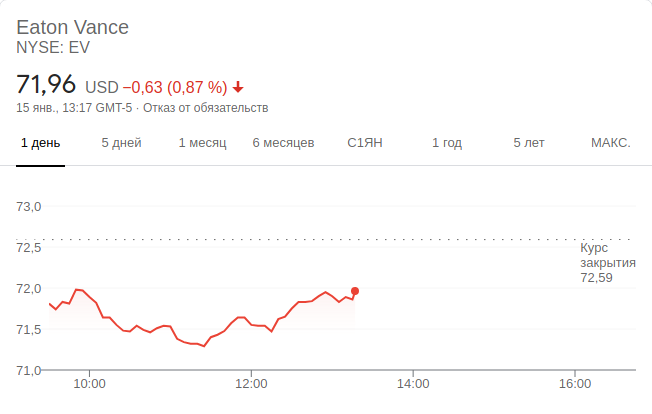 Eaton Vance
NYSE: EV
71,96 USD −0,63 (0,87 %)
15 янв., 13:17 GMT-5 · Отказ от обязательств
1 день 5 дней 1 месяц 6 месяцев С1ЯН 1 год 5 лет МАКС.
73,0
72,5
Курс
закрытия
72,59
72,0
71,5
71,0
10:00 12:00 14:00 16:00